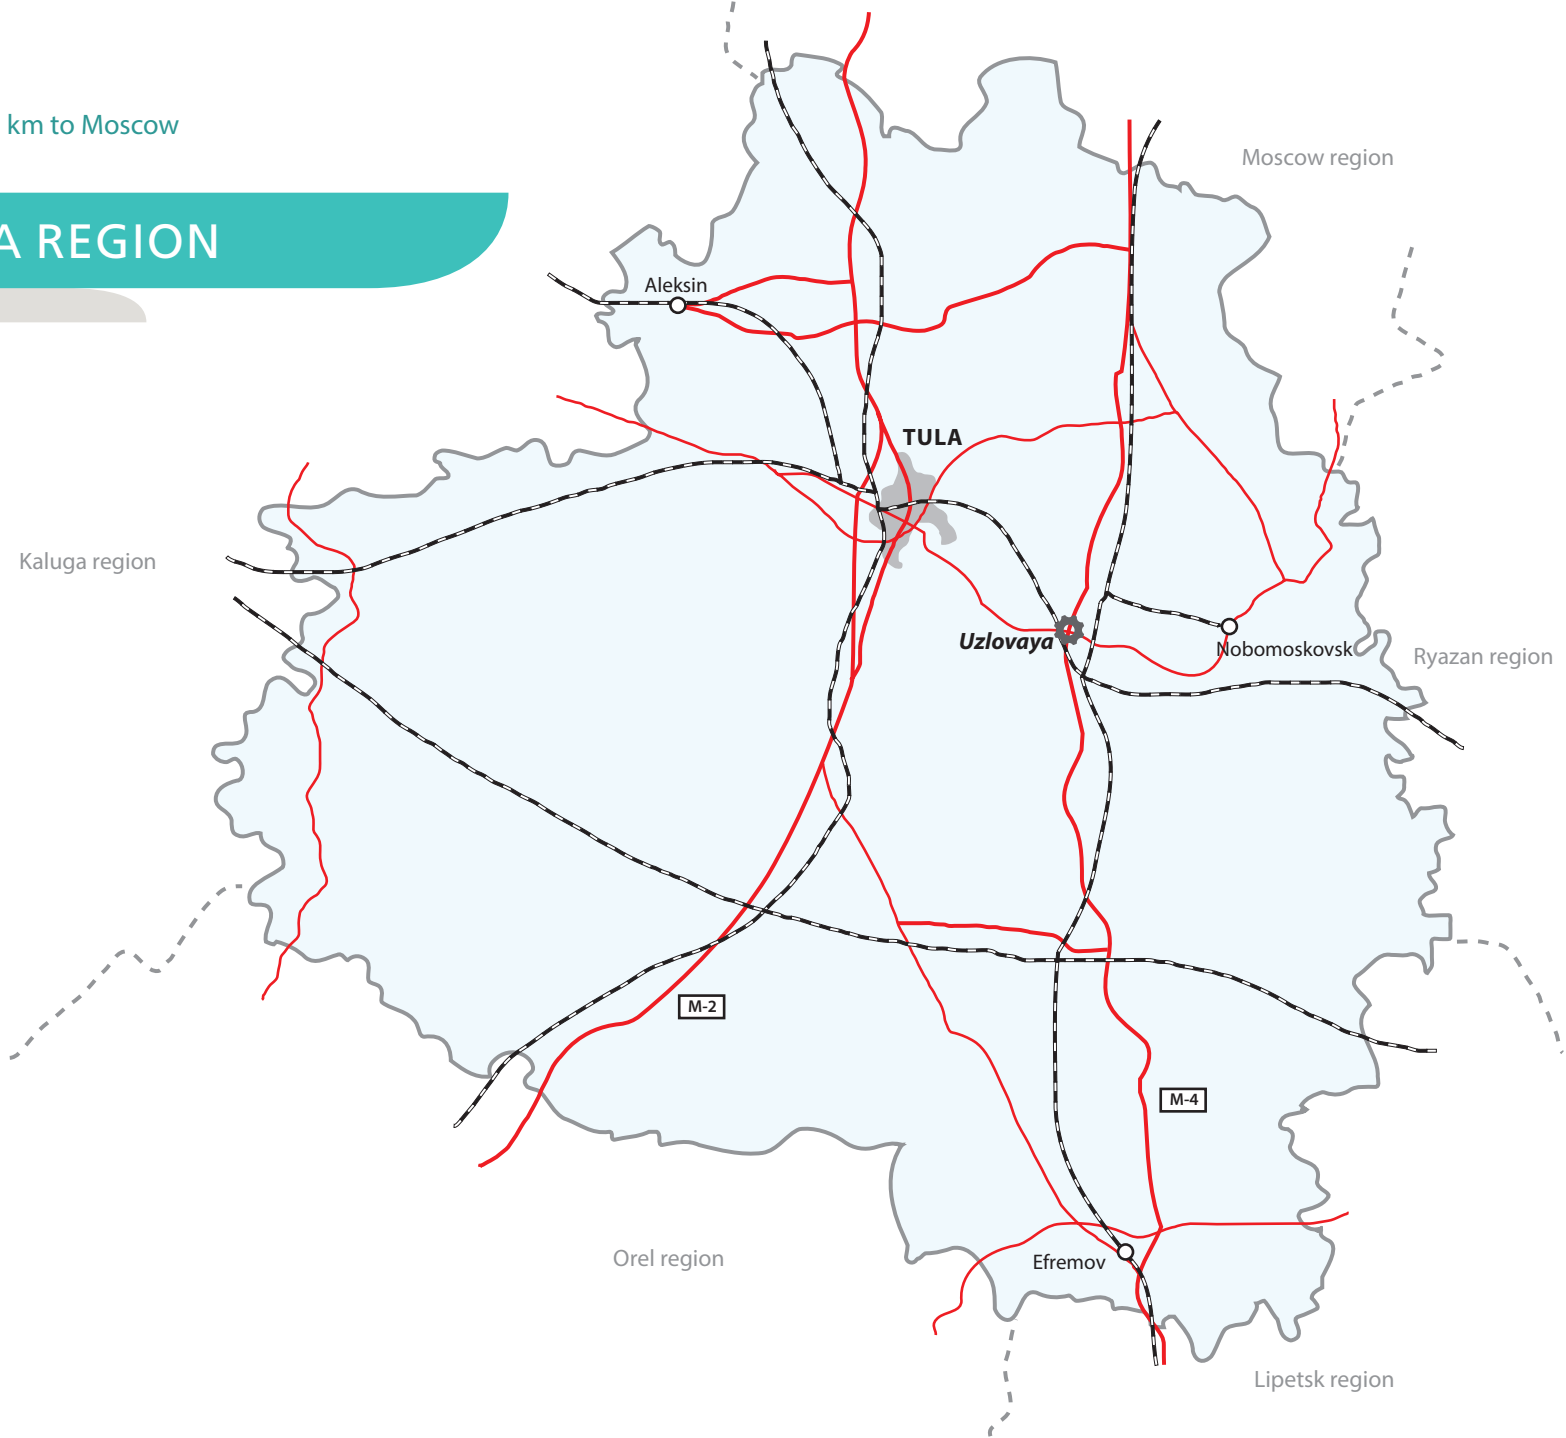 km to Moscow
A REGION
Moscow region
Aleksin
TULA
Kaluga region
Uzlovaya
Nobomoskovsk
Ryazan region
M-2
M-4
Orel region
Efremov
Lipetsk region